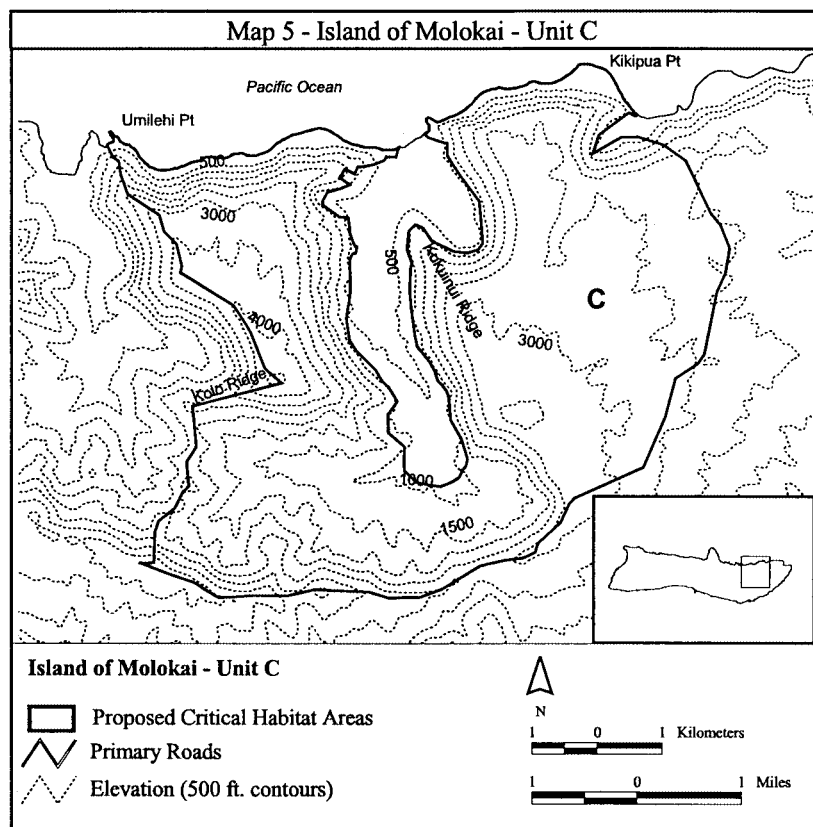 Map 5 - Island of Molokai - Unit C
Kikipua Pt
Pacific Ocean
Umilehi Pt
500
3000
500
Kukuinui Ridge
C
4000
3000
Kolo Ridge
1000
1500
Island of Molokai - Unit C
Proposed Critical Habitat Areas
Primary Roads
Elevation (500 ft. contours)
N
1 0 1 Kilometers
1 0 1 Miles